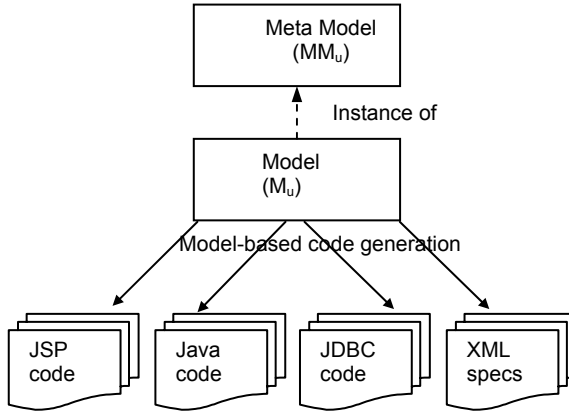 Meta Model
(MMu)
Instance of
Model
(Mu)
Model-based code generation
JSP
code
Java
code
JDBC
code
XML
specs